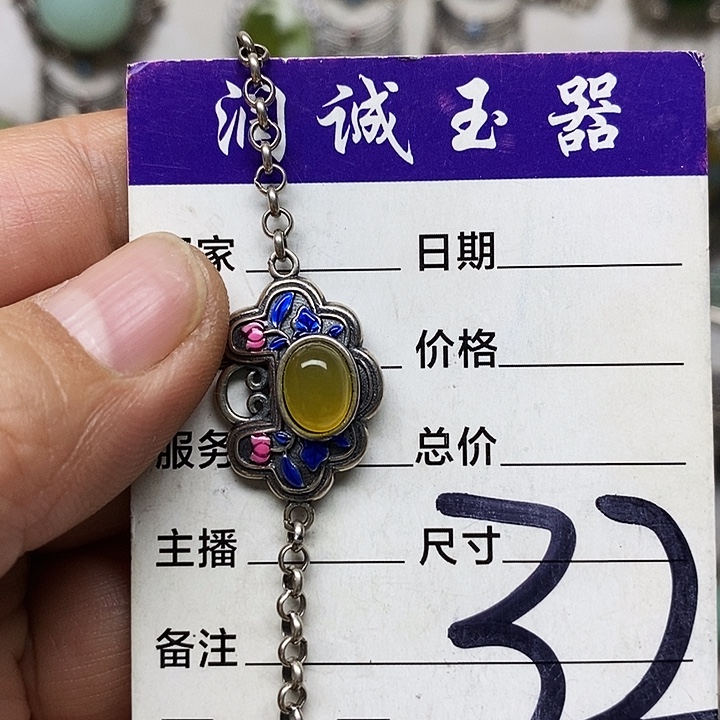 润诚玉器
家 日期
价格
服务 总价
主播 尺寸
备注
32